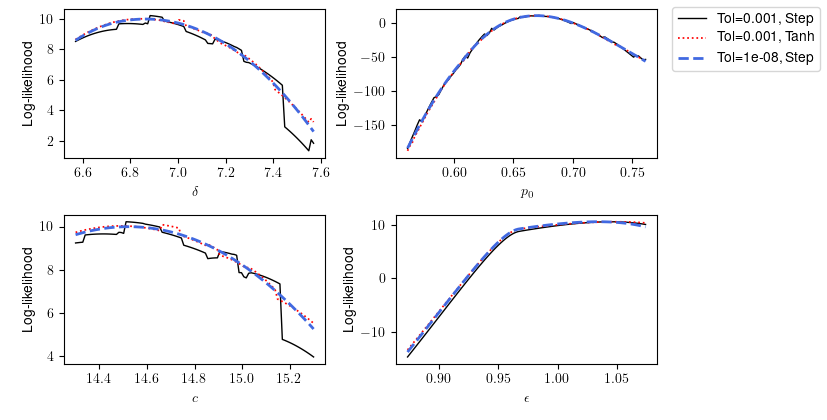 Tol=0.001, Step
Tol=0.001, Tanh
Tol=1e-08, Step
Log-likelihood
10
8
6
4
2
6.6 6.8 7.0 7.2 7.4 7.6
δ
Log-likelihood
0
−50
−100
−150
0.60 0.65 0.70 0.75
p₀
Log-likelihood
10
8
6
4
14.4 14.6 14.8 15.0 15.2
c
Log-likelihood
10
0
−10
0.90 0.95 1.00 1.05
ϵ